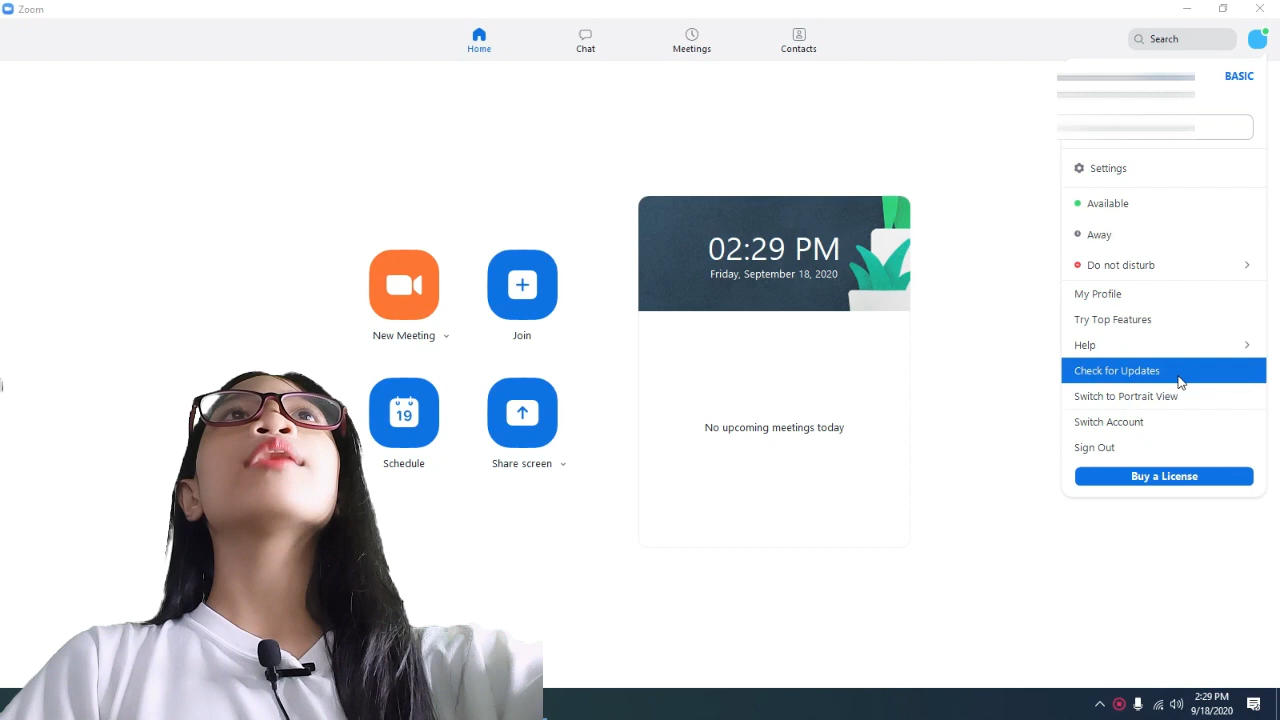 Zoom
Home
Chat
Meetings
Contacts
Search
BASIC
Settings
Available
Away
Do not disturb
My Profile
Try Top Features
Help
Check for Updates
Switch to Portrait View
Switch Account
Sign Out
Buy a License
02:29 PM
Friday, September 18, 2020
No upcoming meetings today
New Meeting
Join
19
Schedule
Share screen
2:29 PM
9/18/2020